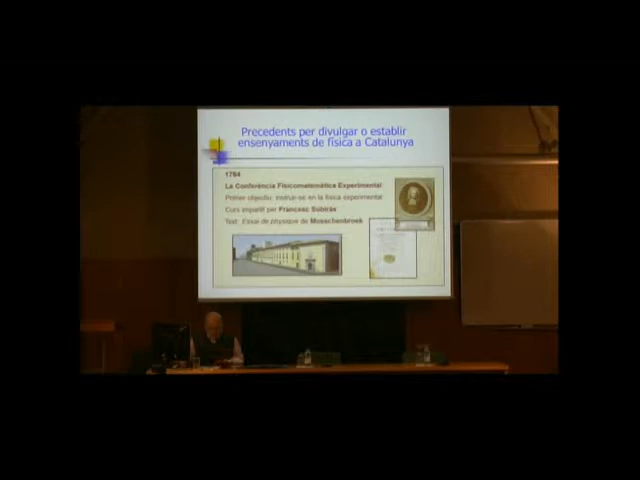 Precedents per divulgar o establir
ensenyaments de física a Catalunya
1764
La Conferència Fisicomatemàtica Experimental
Primer objectiu: instruir-se en la física experimental
Curs impartit per Francesc Subiràs
Text: Essai de physique de Musschenbroek